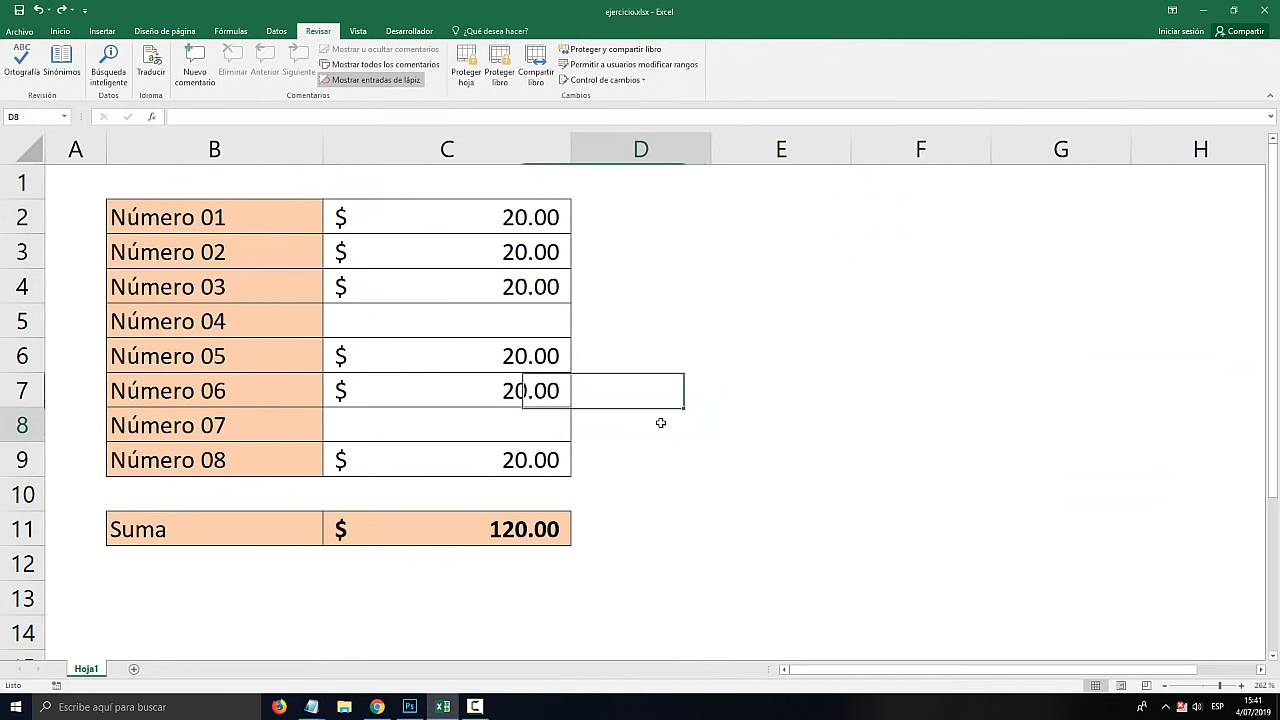 ejercicio.xlsx - Excel
Archivo Inicio Insertar Diseño de página Fórmulas Datos Revisar Vista Desarrollador ¿Qué desea hacer? Iniciar sesión Compartir
ABC
Ortografía
Sinónimos
Revisión
Búsqueda
inteligente
Datos
Traducir
Idioma
Nuevo
comentario
Eliminar
Anterior
Siguiente
Mostrar u ocultar comentarios
Mostrar todos los comentarios
Mostrar entradas de lápiz
Comentarios
Proteger
hoja
Proteger
libro
Compartir
libro
Proteger y compartir libro
Permitir a usuarios modificar rangos
Control de cambios
Cambios
D8 fx
A B C D E F G H
1
2 Número 01 $ 20.00
3 Número 02 $ 20.00
4 Número 03 $ 20.00
5 Número 04
6 Número 05 $ 20.00
7 Número 06 $ 20.00
8 Número 07
9 Número 08 $ 20.00
10
11 Suma $ 120.00
12
13
14
Hoja1
Listo 262 %
Escribe aquí para buscar
ESP
15:41
4/07/2019